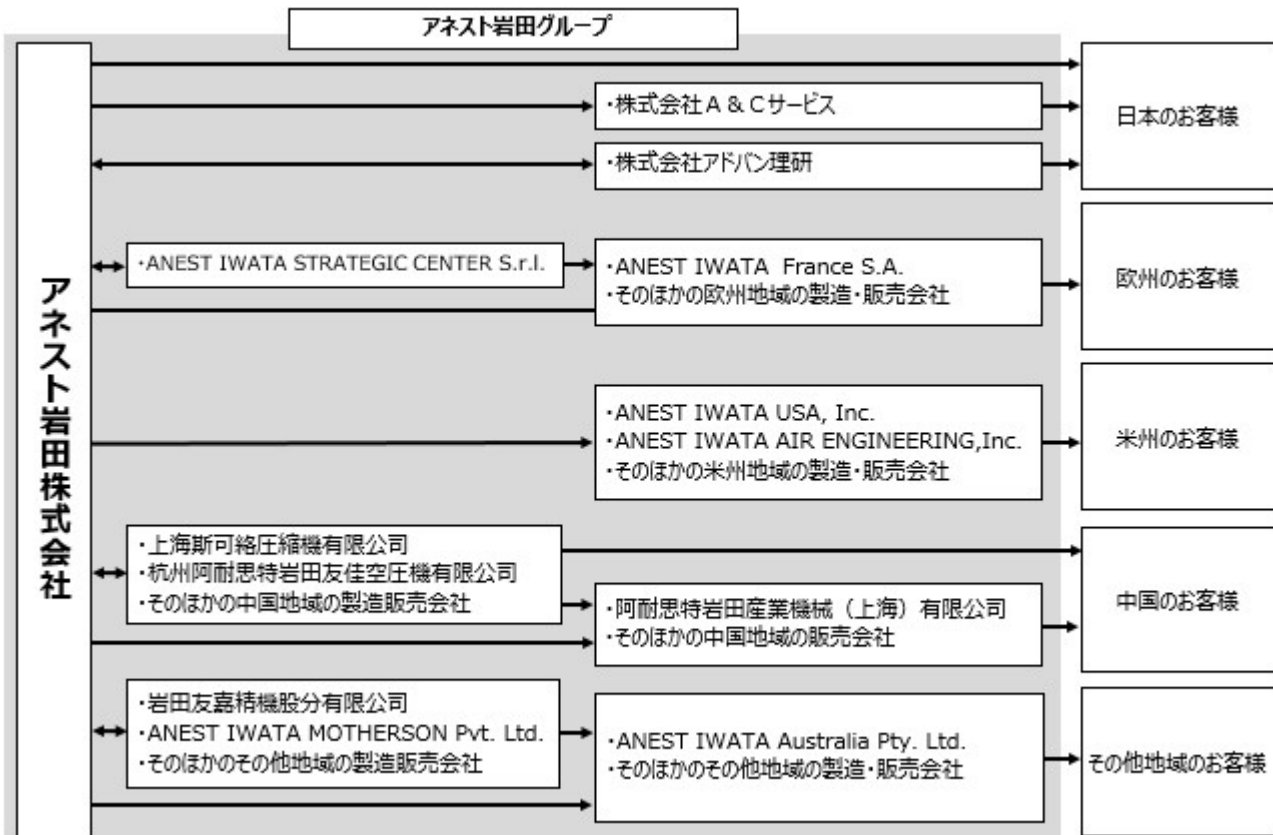 アネスト岩田グループ
アネスト岩田株式会社
・株式会社A & Cサービス
・株式会社アドバン理研
日本のお客様
・ANEST IWATA STRATEGIC CENTER S.r.l.
・ANEST IWATA France S.A.
・そのほかの欧州地域の製造・販売会社
欧州のお客様
・ANEST IWATA USA, Inc.
・ANEST IWATA AIR ENGINEERING,Inc.
・そのほかの米州地域の製造・販売会社
米州のお客様
・上海斯可絡圧縮機有限公司
・杭州阿耐思特岩田友佳空圧機有限公司
・そのほかの中国地域の製造販売会社
・阿耐思特岩田産業機械（上海）有限公司
・そのほかの中国地域の販売会社
中国のお客様
・岩田友嘉精機股分有限公司
・ANEST IWATA MOTHERSON Pvt. Ltd.
・そのほかのその他地域の製造販売会社
・ANEST IWATA Australia Pty. Ltd.
・そのほかのその他地域の製造・販売会社
その他地域のお客様